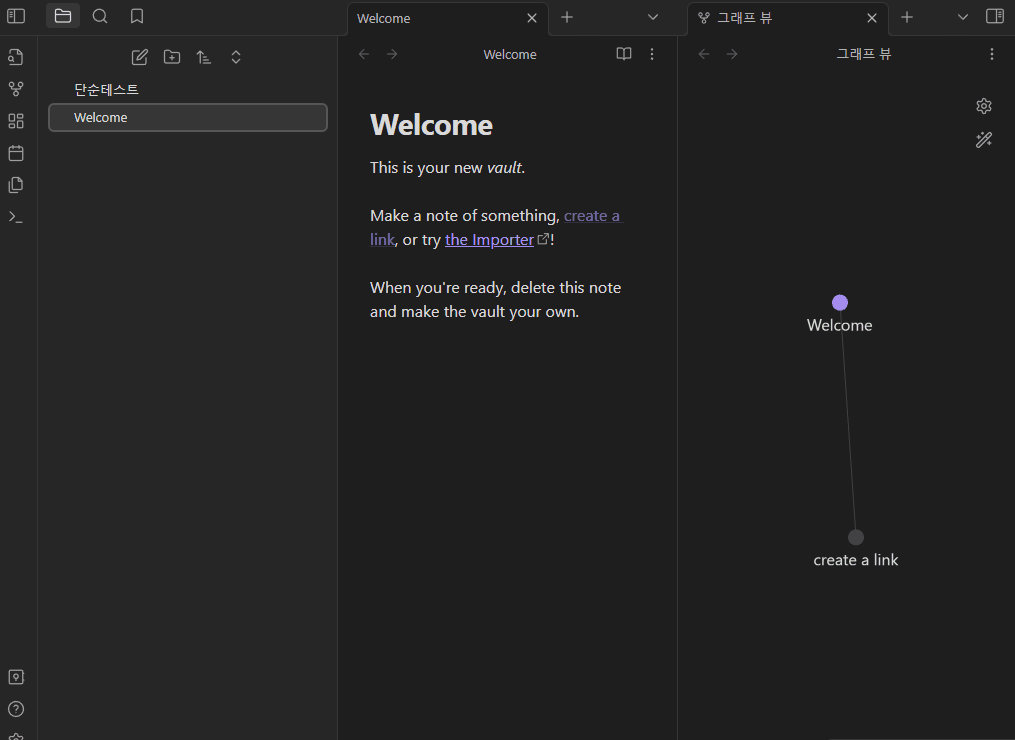 Welcome
그래프 뷰
단순테스트
Welcome
Welcome
그래프 뷰
Welcome
This is your new vault.
Make a note of something, create a
link, or try the Importer!
When you're ready, delete this note
and make the vault your own.
Welcome
create a link